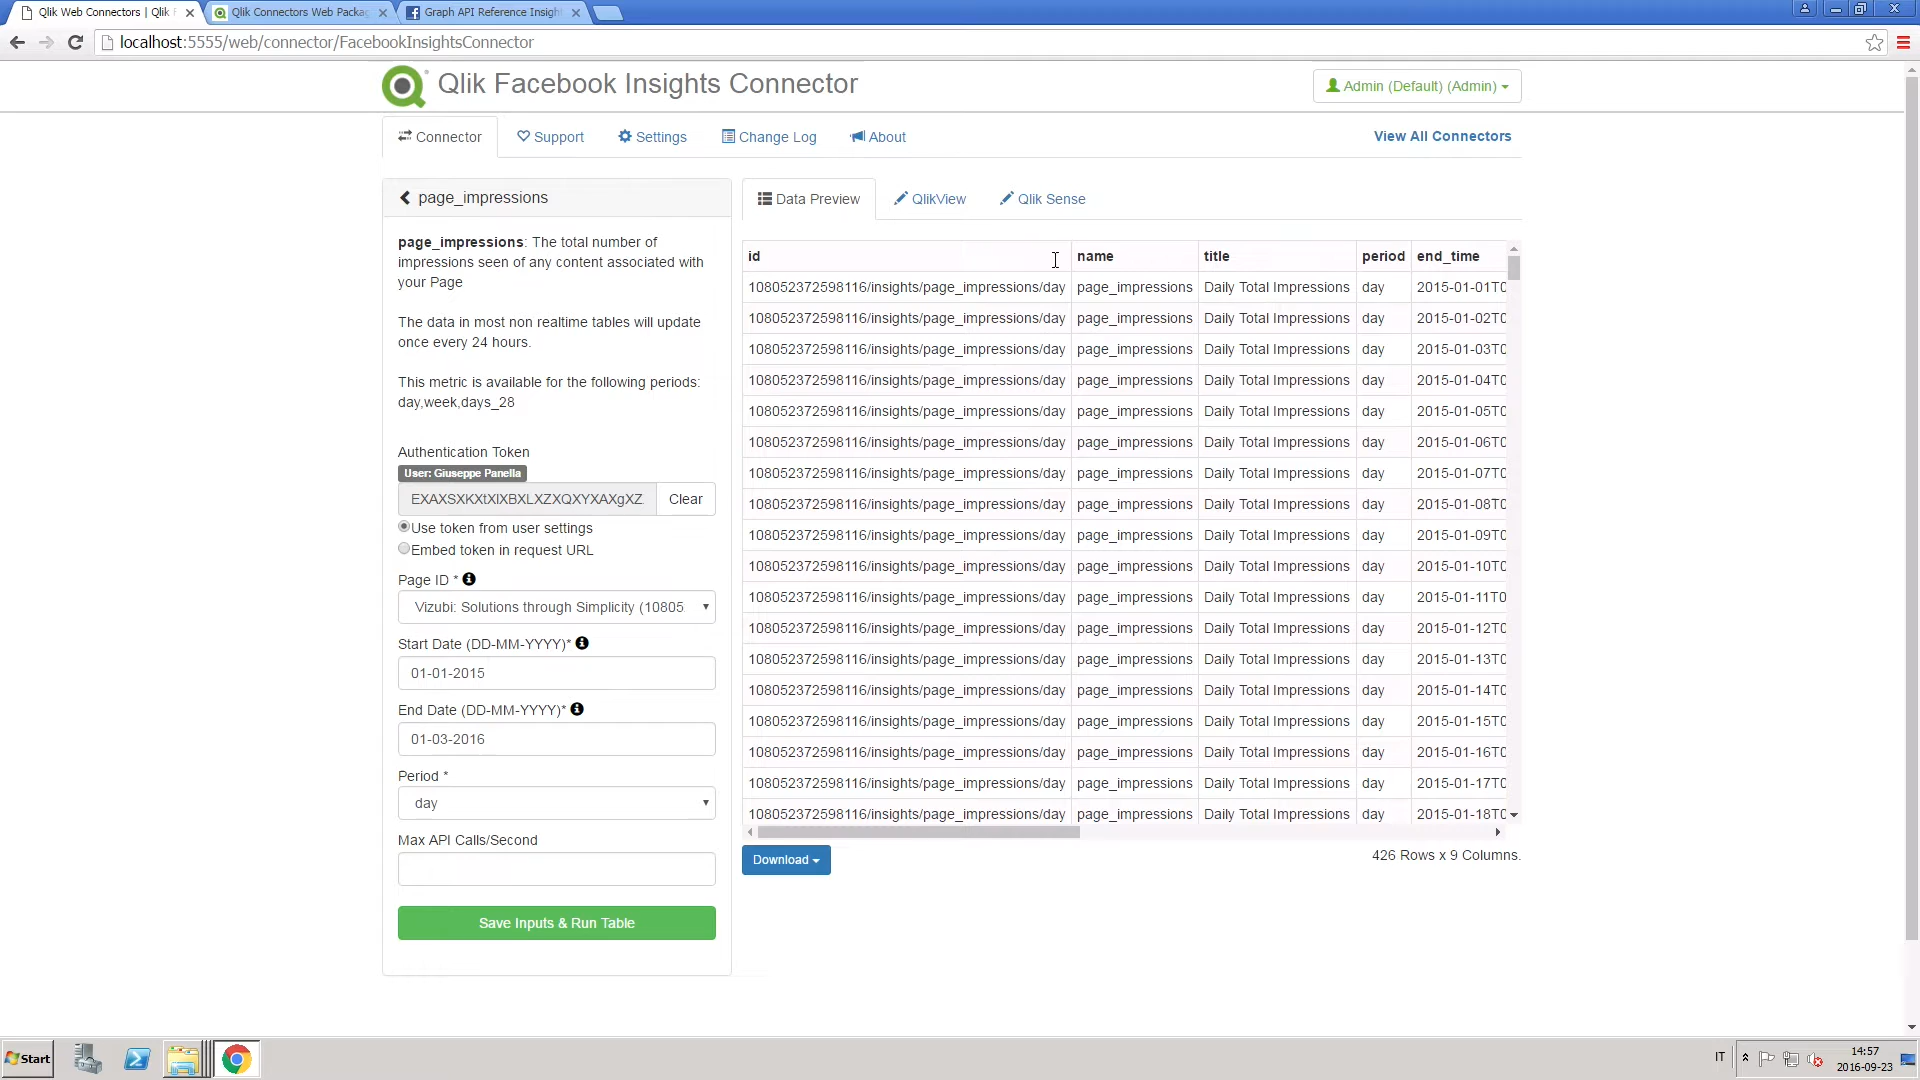 Qlik Web Connectors | Qlik F
Qlik Connectors Web Packag
Graph API Reference Insigh
localhost:5555/web/connector/FacebookInsightsConnector
Qlik Facebook Insights Connector
Admin (Default) (Admin)
Connector
Support
Settings
Change Log
About
View All Connectors
page_impressions
page_impressions: The total number of
impressions seen of any content associated with
your Page
The data in most non realtime tables will update
once every 24 hours.
This metric is available for the following periods:
day,week,days_28
Authentication Token
User: Giuseppe Panella
EXAXSXKXtXlXBXLXZXQXYXAXgXZ
Clear
Use token from user settings
Embed token in request URL
Page ID *
Vizubi: Solutions through Simplicity (10805
Start Date (DD-MM-YYYY)*
01-01-2015
End Date (DD-MM-YYYY)*
01-03-2016
Period *
day
Max API Calls/Second
Save Inputs & Run Table
Data Preview
QlikView
Qlik Sense
id name title period end_time
108052372598116/insights/page_impressions/day page_impressions Daily Total Impressions day 2015-01-01T0
108052372598116/insights/page_impressions/day page_impressions Daily Total Impressions day 2015-01-02T0
108052372598116/insights/page_impressions/day page_impressions Daily Total Impressions day 2015-01-03T0
108052372598116/insights/page_impressions/day page_impressions Daily Total Impressions day 2015-01-04T0
108052372598116/insights/page_impressions/day page_impressions Daily Total Impressions day 2015-01-05T0
108052372598116/insights/page_impressions/day page_impressions Daily Total Impressions day 2015-01-06T0
108052372598116/insights/page_impressions/day page_impressions Daily Total Impressions day 2015-01-07T0
108052372598116/insights/page_impressions/day page_impressions Daily Total Impressions day 2015-01-08T0
108052372598116/insights/page_impressions/day page_impressions Daily Total Impressions day 2015-01-09T0
108052372598116/insights/page_impressions/day page_impressions Daily Total Impressions day 2015-01-10T0
108052372598116/insights/page_impressions/day page_impressions Daily Total Impressions day 2015-01-11T0
108052372598116/insights/page_impressions/day page_impressions Daily Total Impressions day 2015-01-12T0
108052372598116/insights/page_impressions/day page_impressions Daily Total Impressions day 2015-01-13T0
108052372598116/insights/page_impressions/day page_impressions Daily Total Impressions day 2015-01-14T0
108052372598116/insights/page_impressions/day page_impressions Daily Total Impressions day 2015-01-15T0
108052372598116/insights/page_impressions/day page_impressions Daily Total Impressions day 2015-01-16T0
108052372598116/insights/page_impressions/day page_impressions Daily Total Impressions day 2015-01-17T0
108052372598116/insights/page_impressions/day page_impressions Daily Total Impressions day 2015-01-18T0
Download
426 Rows x 9 Columns.
Start
IT
14:57
2016-09-23